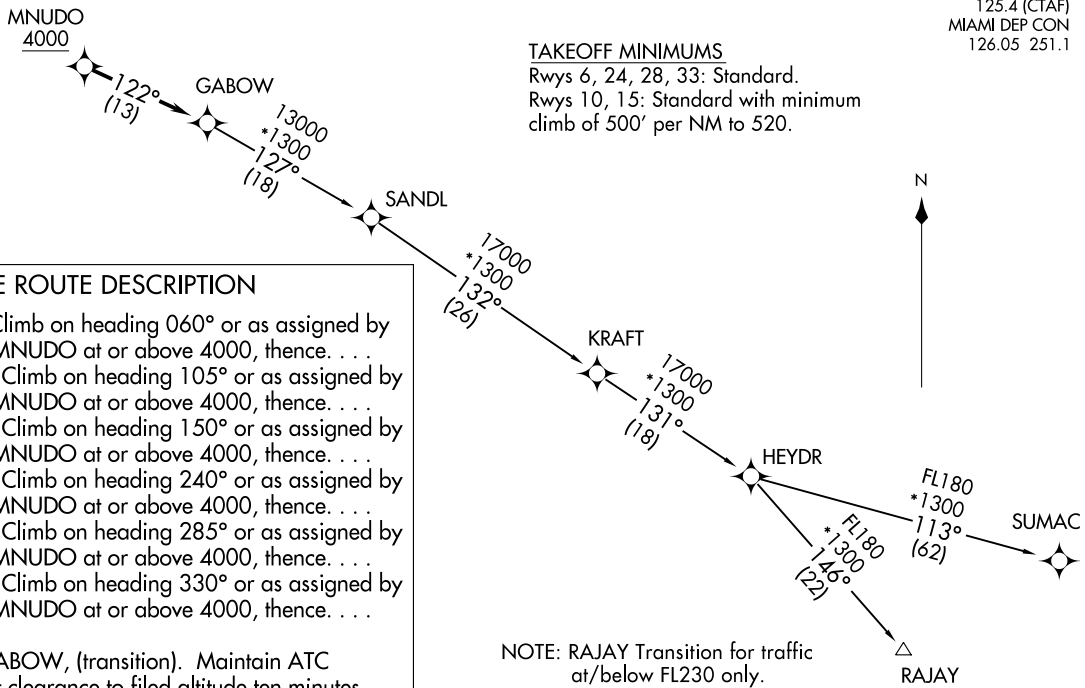 MNUDO
4000
122°
(13)
GABOW
13000
*1300
127°
(18)
SANDL
17000
*1300
132°
(26)
KRAFT
17000
*1300
131°
(18)
HEYDR
FL180
*1300
113°
(62)
SUMAC
FL180
*1300
146°
(22)
RAJAY
125.4 (CTAF)
MIAMI DEP CON
126.05 251.1
TAKEOFF MINIMUMS
Rwys 6, 24, 28, 33: Standard.
Rwys 10, 15: Standard with minimum
climb of 500' per NM to 520.
N
ROUTE DESCRIPTION
Climb on heading 060° or as assigned by
MNUDO at or above 4000, thence. . . .
Climb on heading 105° or as assigned by
MNUDO at or above 4000, thence. . . .
Climb on heading 150° or as assigned by
MNUDO at or above 4000, thence. . . .
Climb on heading 240° or as assigned by
MNUDO at or above 4000, thence. . . .
Climb on heading 285° or as assigned by
MNUDO at or above 4000, thence. . . .
Climb on heading 330° or as assigned by
MNUDO at or above 4000, thence. . . .
GABOW, (transition). Maintain ATC
clearance to filed altitude ten minutes
NOTE: RAJAY Transition for traffic
at/below FL230 only.